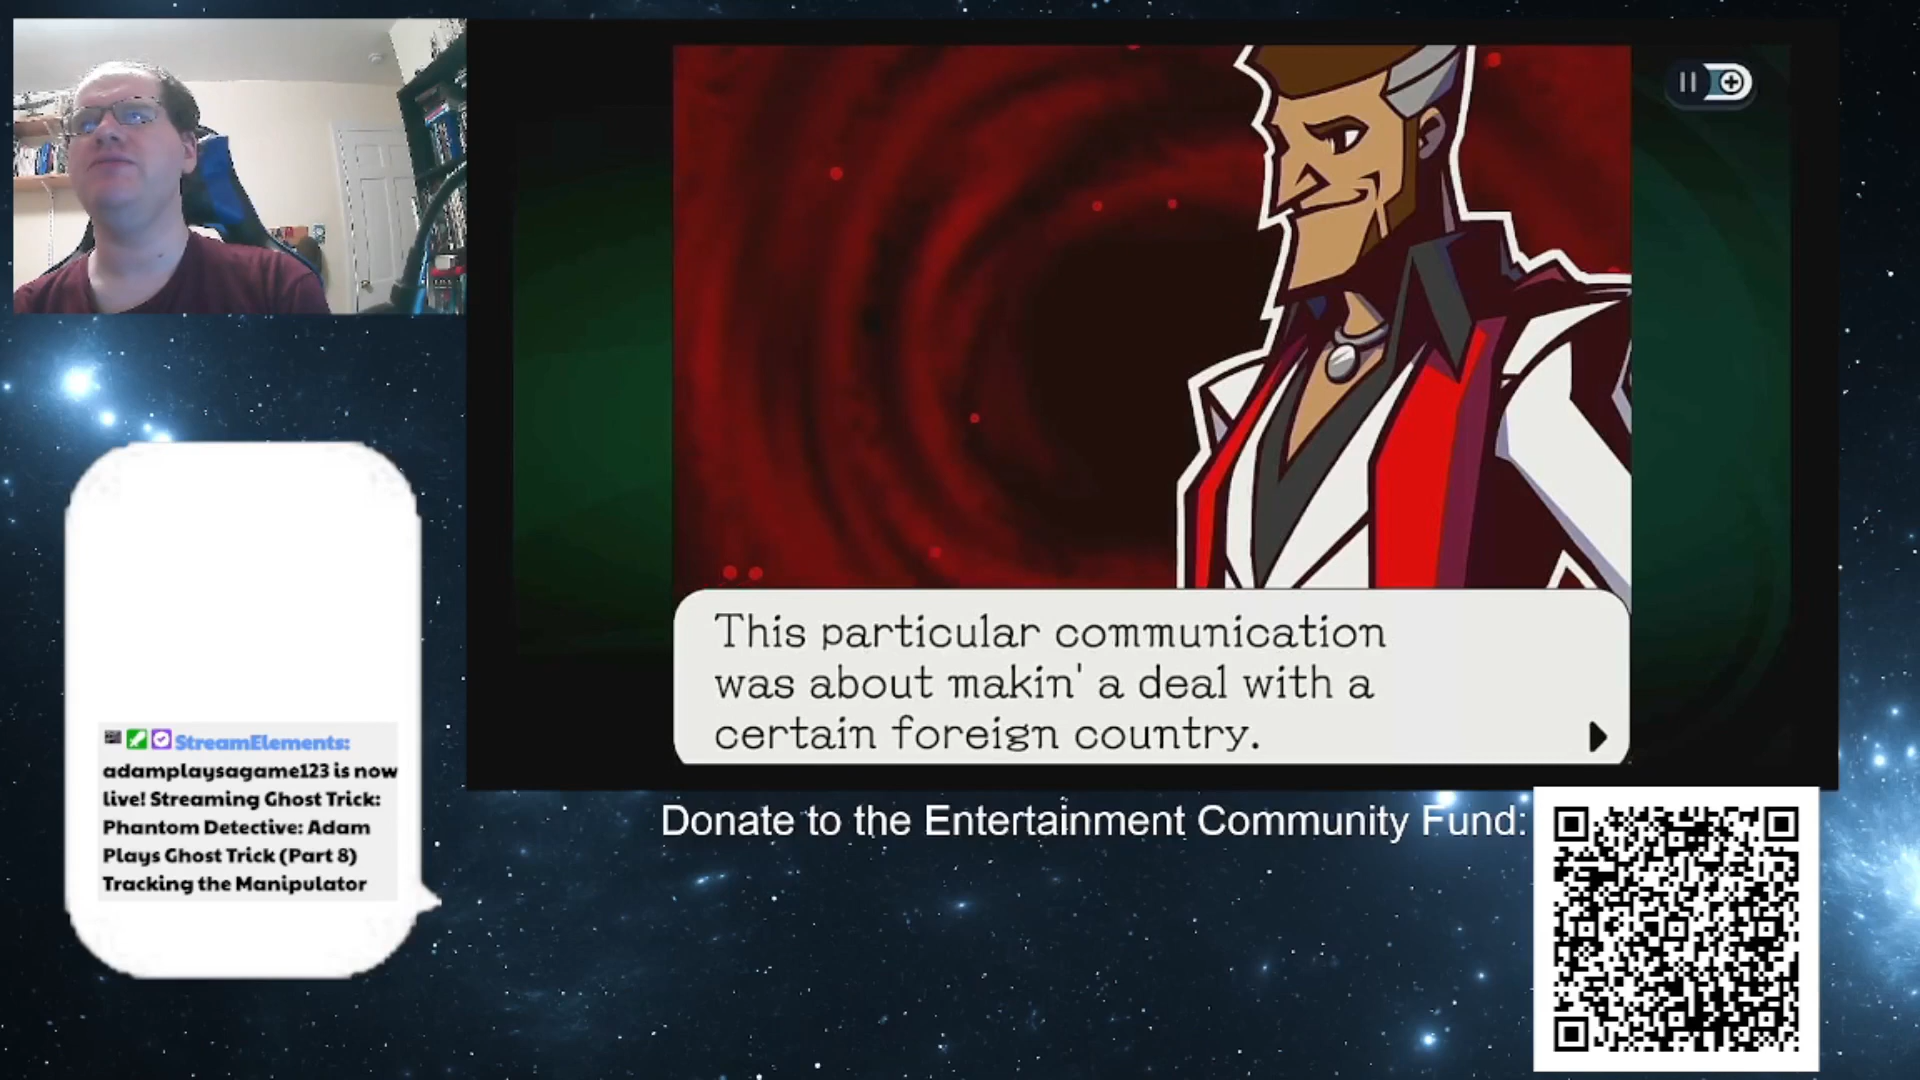 This particular communication
was about makin' a deal with a
certain foreign country.
StreamElements:
adamplaysagame123 is now
live! Streaming Ghost Trick:
Phantom Detective: Adam
Plays Ghost Trick (Part 8)
Tracking the Manipulator
Donate to the Entertainment Community Fund: